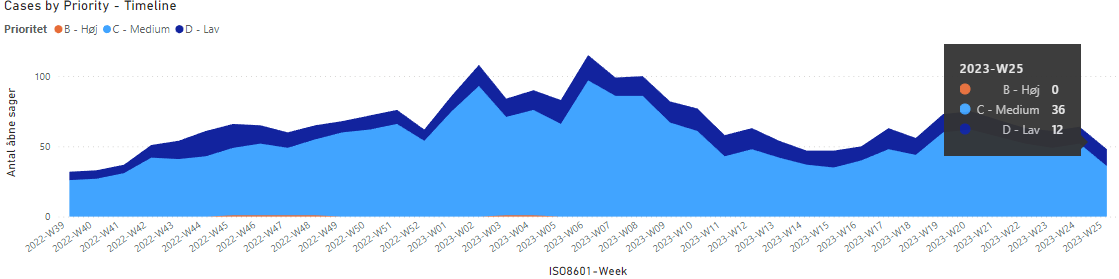 Cases by Priority - Timeline
Prioritet B - Høj C - Medium D - Lav
2023-W25
B - Høj 0
C - Medium 36
D - Lav 12
Antal åbne sager
100
50
0
2022-W39 2022-W40 2022-W41 2022-W42 2022-W43 2022-W44 2022-W45 2022-W46 2022-W47 2022-W48 2022-W49 2022-W50 2022-W51 2022-W52 2023-W01 2023-W02 2023-W03 2023-W04 2023-W05 2023-W06 2023-W07 2023-W08 2023-W09 2023-W10 2023-W11 2023-W12 2023-W13 2023-W14 2023-W15 2023-W16 2023-W17 2023-W18 2023-W19 2023-W20 2023-W21 2023-W22 2023-W23 2023-W24 2023-W25
ISO8601-Week